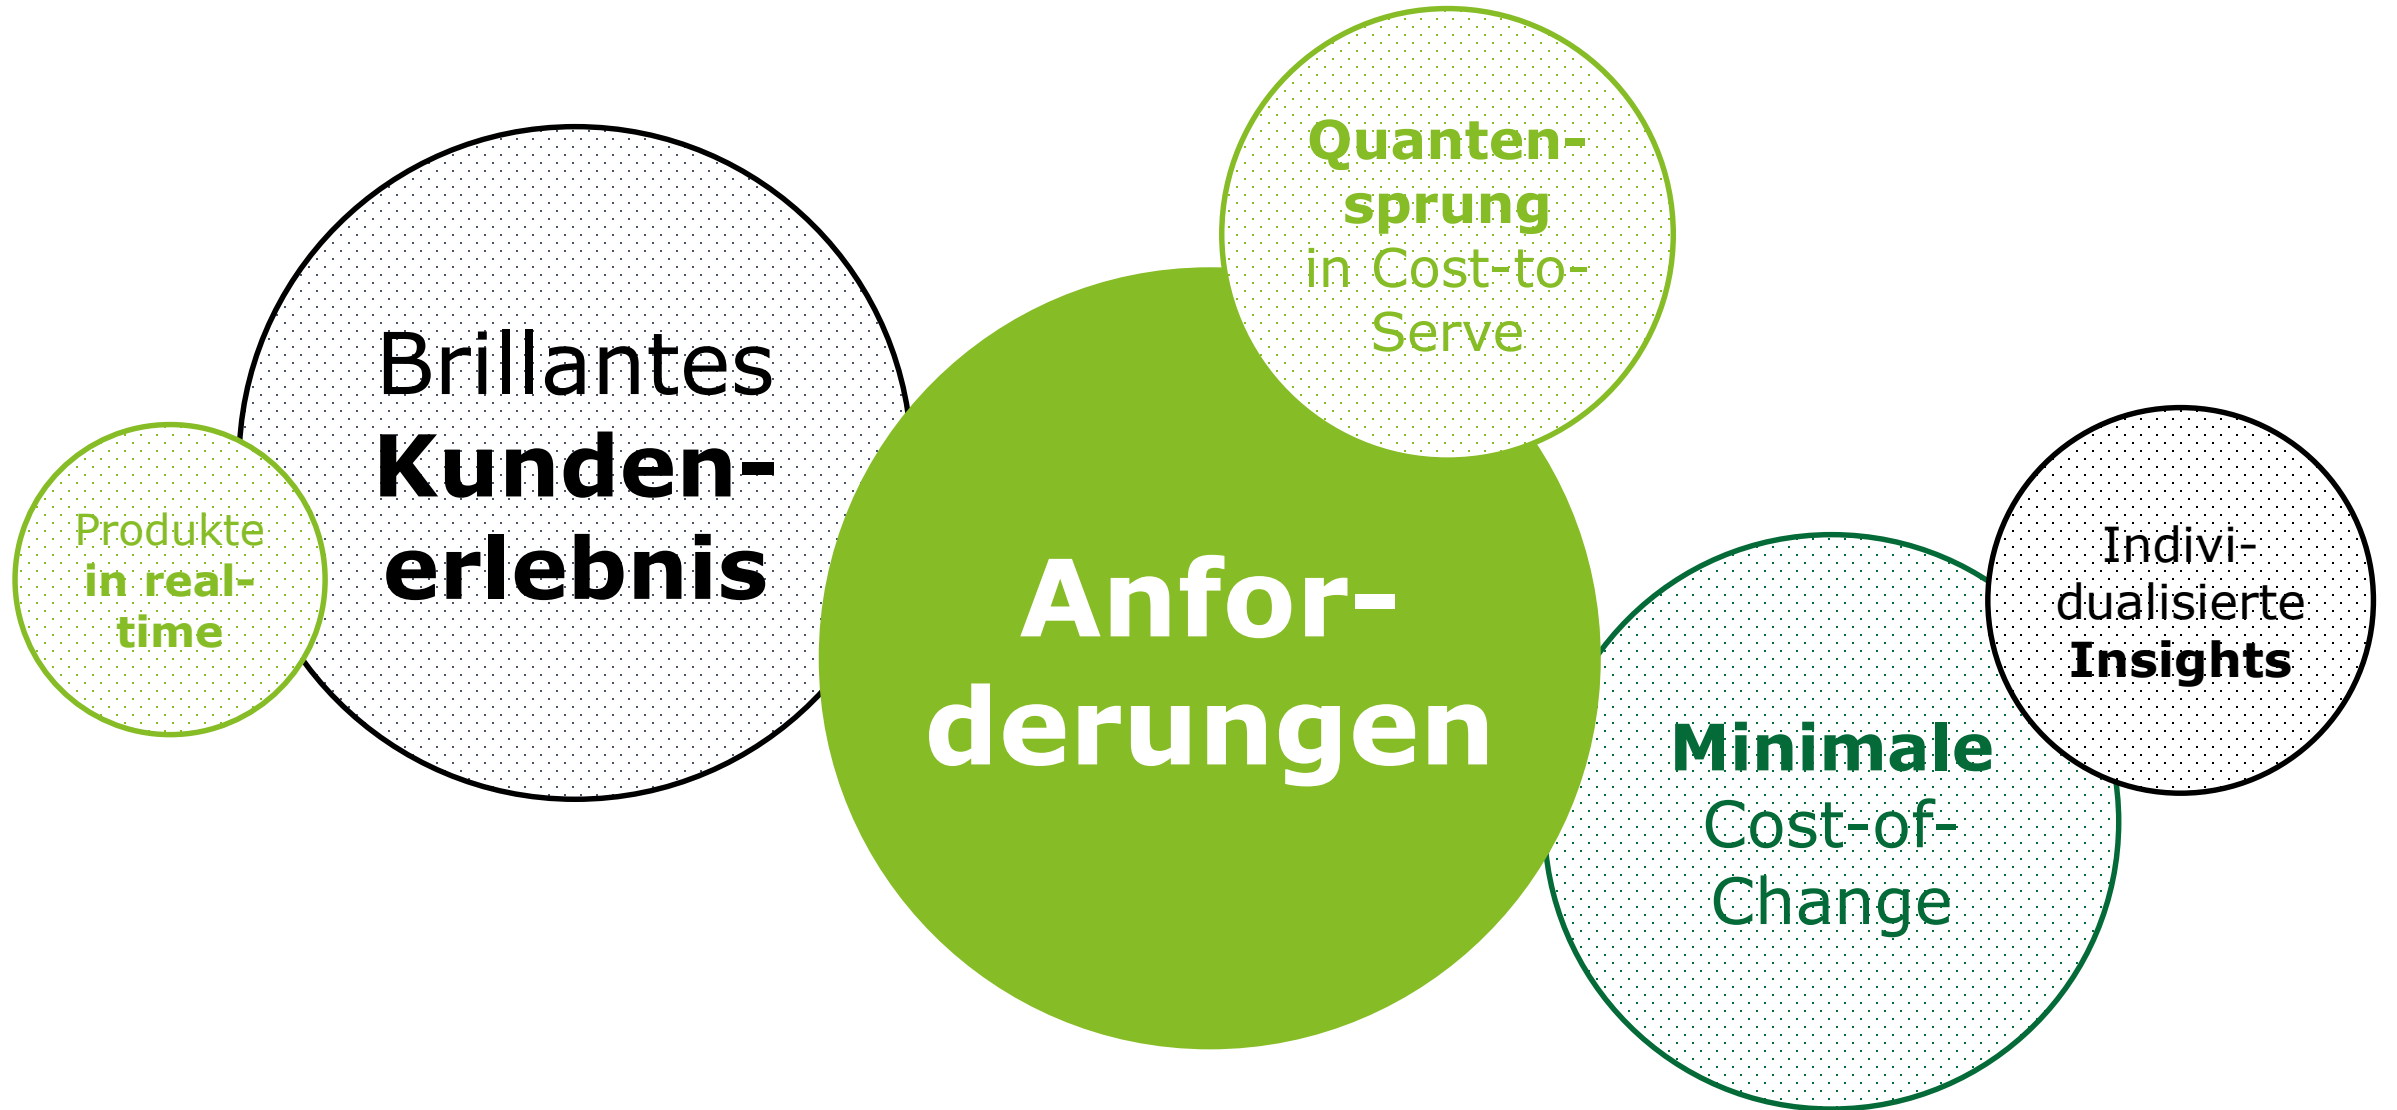 Produkte
in real-
time
Brillantes
Kunden-
erlebnis
Anfor-
derungen
Quanten-
sprung
in Cost-to-
Serve
Minimale
Cost-of-
Change
Indivi-
dualisierte
Insights